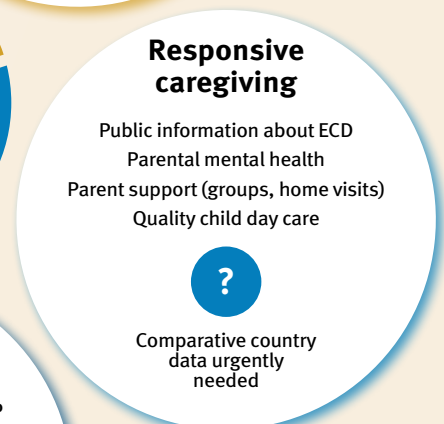 Responsive
caregiving
Public information about ECD
Parental mental health
Parent support (groups, home visits)
Quality child day care
?
Comparative country
data urgently
needed